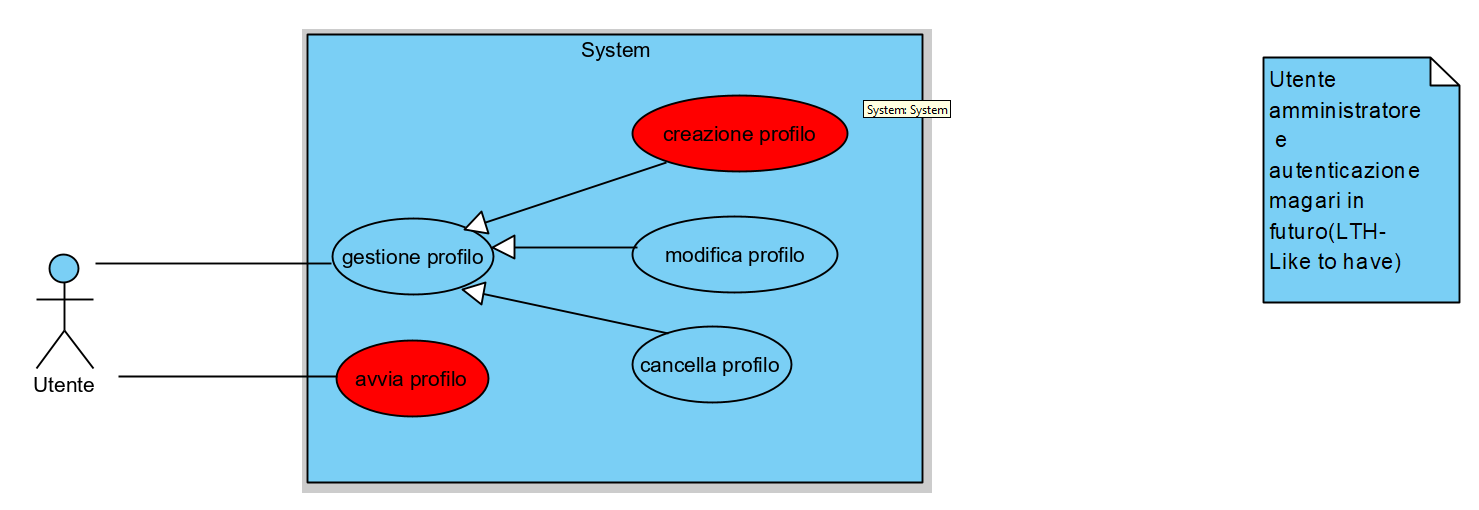 System
creazione profilo
System: System
gestione profilo
modifica profilo
cancella profilo
avvia profilo
Utente
Utente
amministratore
e
autenticazione
magari in
futuro(LTH-
Like to have)